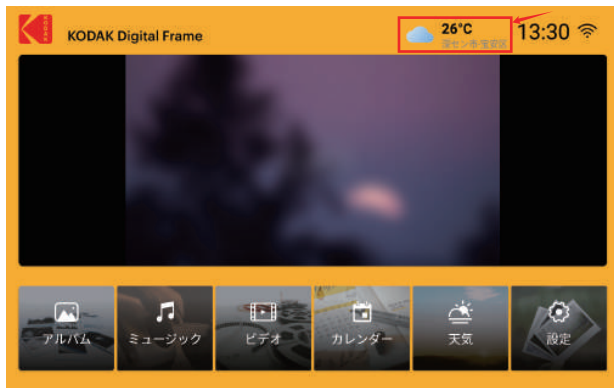 KODAK
KODAK Digital Frame
26°C
深セン市宝安区
13:30
アルバム
ミュージック
ビデオ
カレンダー
天気
設定